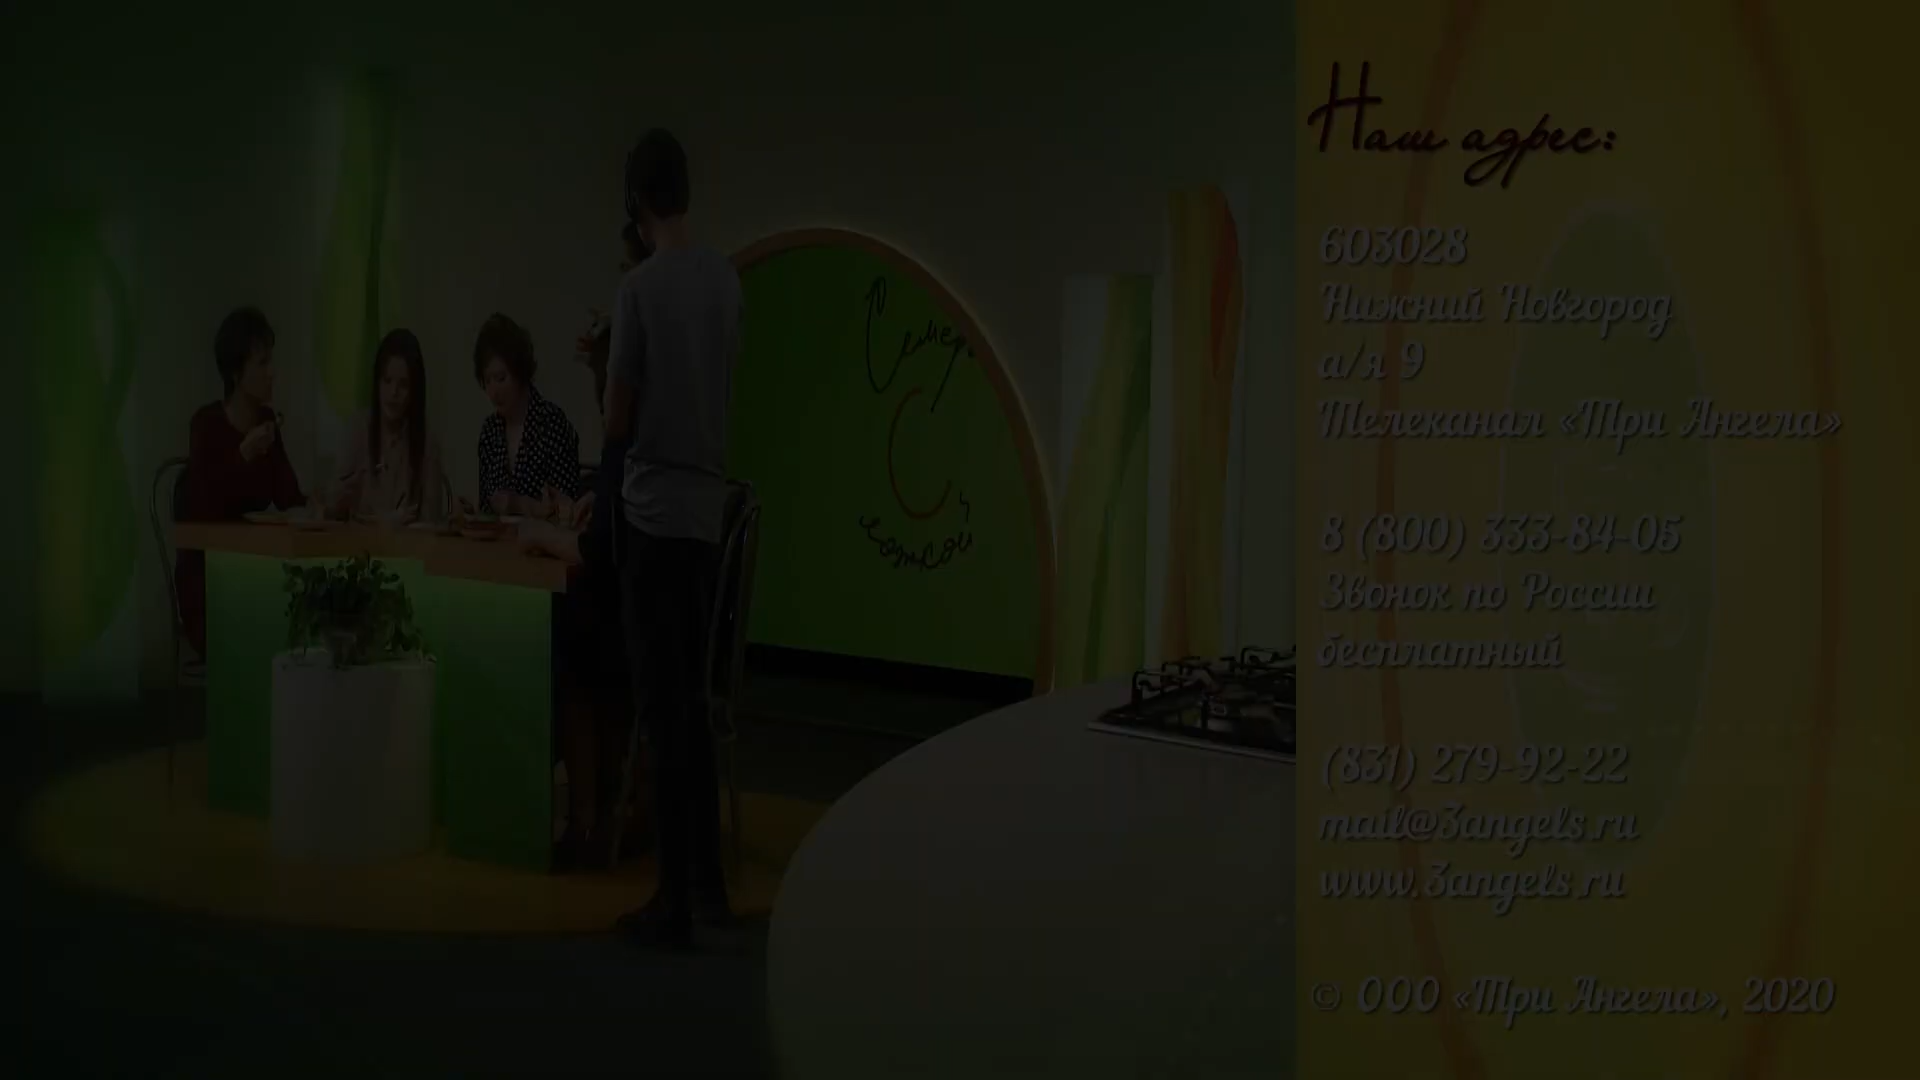 Наш адрес:
603028
Нижний Новгород
а/я 9
Телеканал «Три Ангела»
8 (800) 333-84-05
Звонок по России
бесплатный
(831) 279-92-22
mail@3angels.ru
www.3angels.ru
© ООО «Три Ангела», 2020